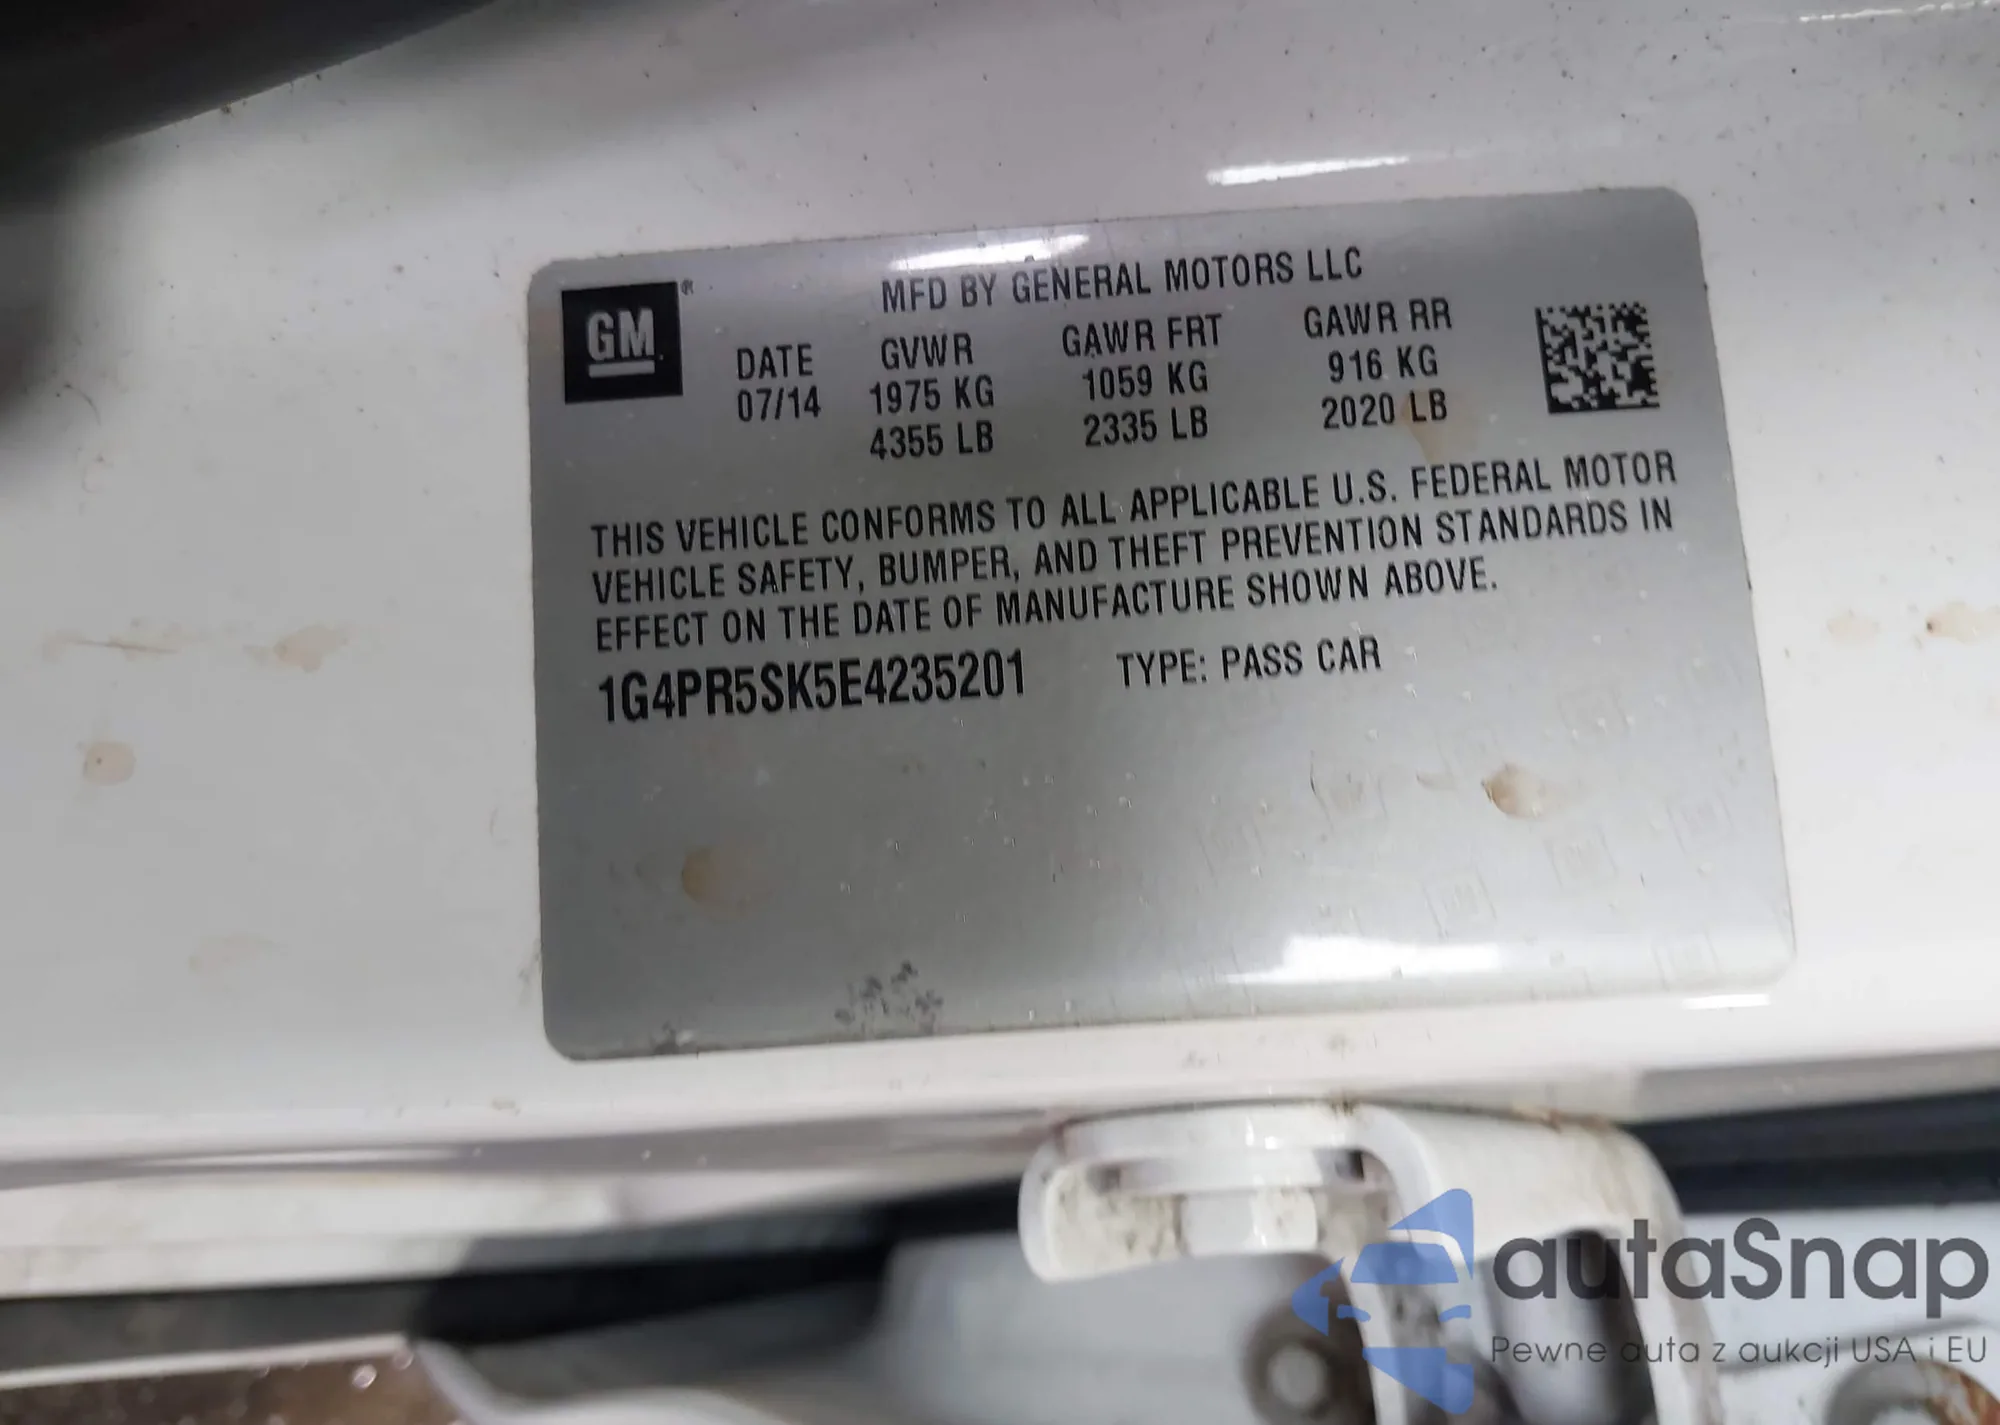 GM®
MFD BY GENERAL MOTORS LLC
DATE GVWR GAWR FRT GAWR RR
07/14 1975 KG 1059 KG 916 KG
4355 LB 2335 LB 2020 LB
THIS VEHICLE CONFORMS TO ALL APPLICABLE U.S. FEDERAL MOTOR
VEHICLE SAFETY, BUMPER, AND THEFT PREVENTION STANDARDS IN
EFFECT ON THE DATE OF MANUFACTURE SHOWN ABOVE.
1G4PR5SK5E4235201 TYPE: PASS CAR
autaSnap
Pewne auta z aukcji USA i EU